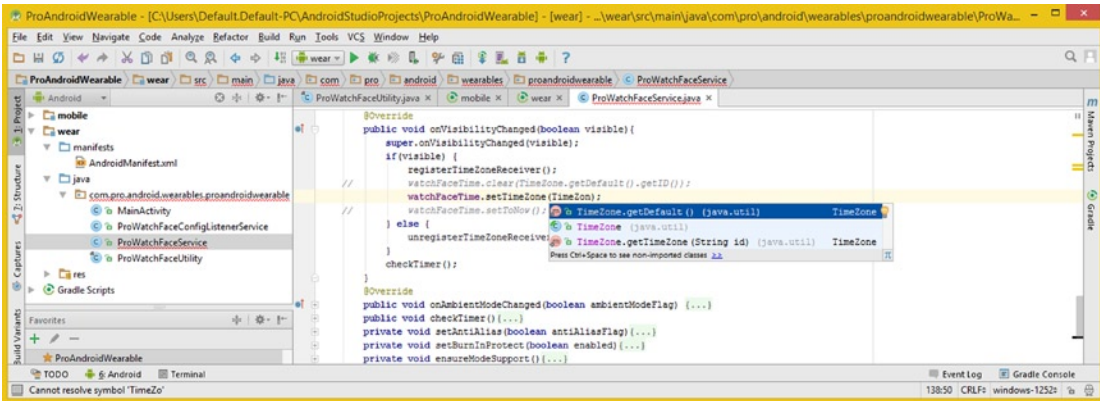 ProAndroidWearable - [C:\Users\Default.Default-PC\AndroidStudioProjects\ProAndroidWearable] - [wear] - ...\wear\src\main\java\com\pro\android\wearables\proandroidwearable\ProWa...
File Edit View Navigate Code Analyze Refactor Build Run Tools VCS Window Help
wear
ProAndroidWearable wear src main java com pro android wearables proandroidwearable ProWatchFaceService
Android
ProWatchFaceUtility.java × mobile × wear × ProWatchFaceService.java ×
1: Project
Z: Structure
Captures
Build Variants
mobile
wear
manifests
AndroidManifest.xml
java
com.pro.android.wearables.proandroidwearable
MainActivity
ProWatchFaceConfigListenerService
ProWatchFaceService
ProWatchFaceUtility
res
Gradle Scripts
Favorites
ProAndroidWearable
@Override
public void onVisibilityChanged(boolean visible){
super.onVisibilityChanged(visible);
if(visible) {
registerTimeZoneReceiver();
// watchFaceTime.clear(TimeZone.getDefault().getID());
watchFaceTime.setTimeZone(TimeZon);
// watchFaceTime.setToNow();
} else {
unregisterTimeZoneReceive
}
checkTimer();
}
@Override
public void onAmbientModeChanged(boolean ambientModeFlag) {...}
public void checkTimer(){...}
private void setAntiAlias(boolean antiAliasFlag){...}
private void setBurnInProtect(boolean enabled){...}
private void ensureModeSupport(){...}
TimeZone.getDefault() (java.util) TimeZone
TimeZone (java.util)
TimeZone.getTimeZone(String id) (java.util) TimeZone
Press Ctrl+Space to see non-imported classes >>
π
m Maven Projects
Gradle
TODO 6: Android Terminal Event Log Gradle Console
Cannot resolve symbol 'TimeZo' 138:50 CRLF windows-1252